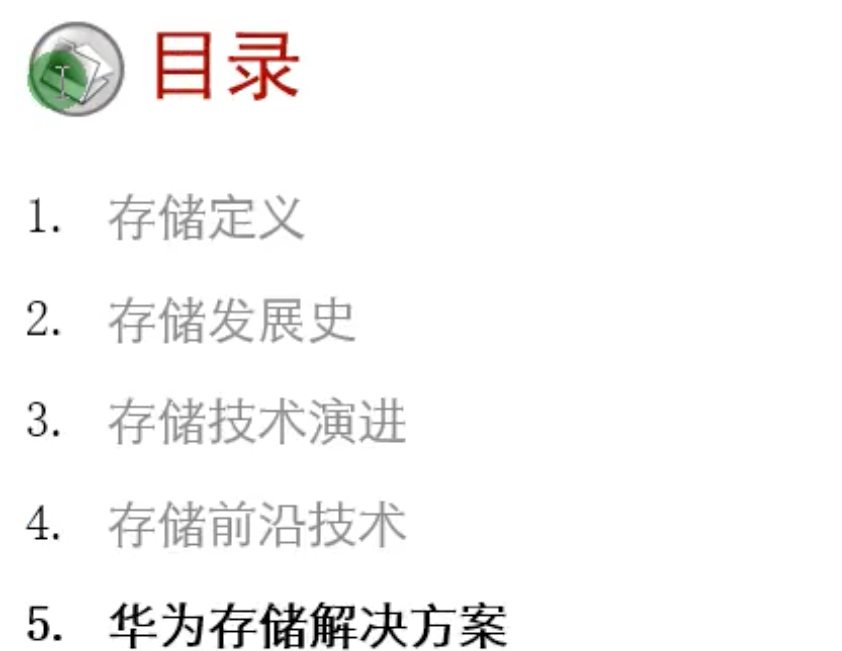 目录
1. 存储定义
2. 存储发展史
3. 存储技术演进
4. 存储前沿技术
5. 华为存储解决方案